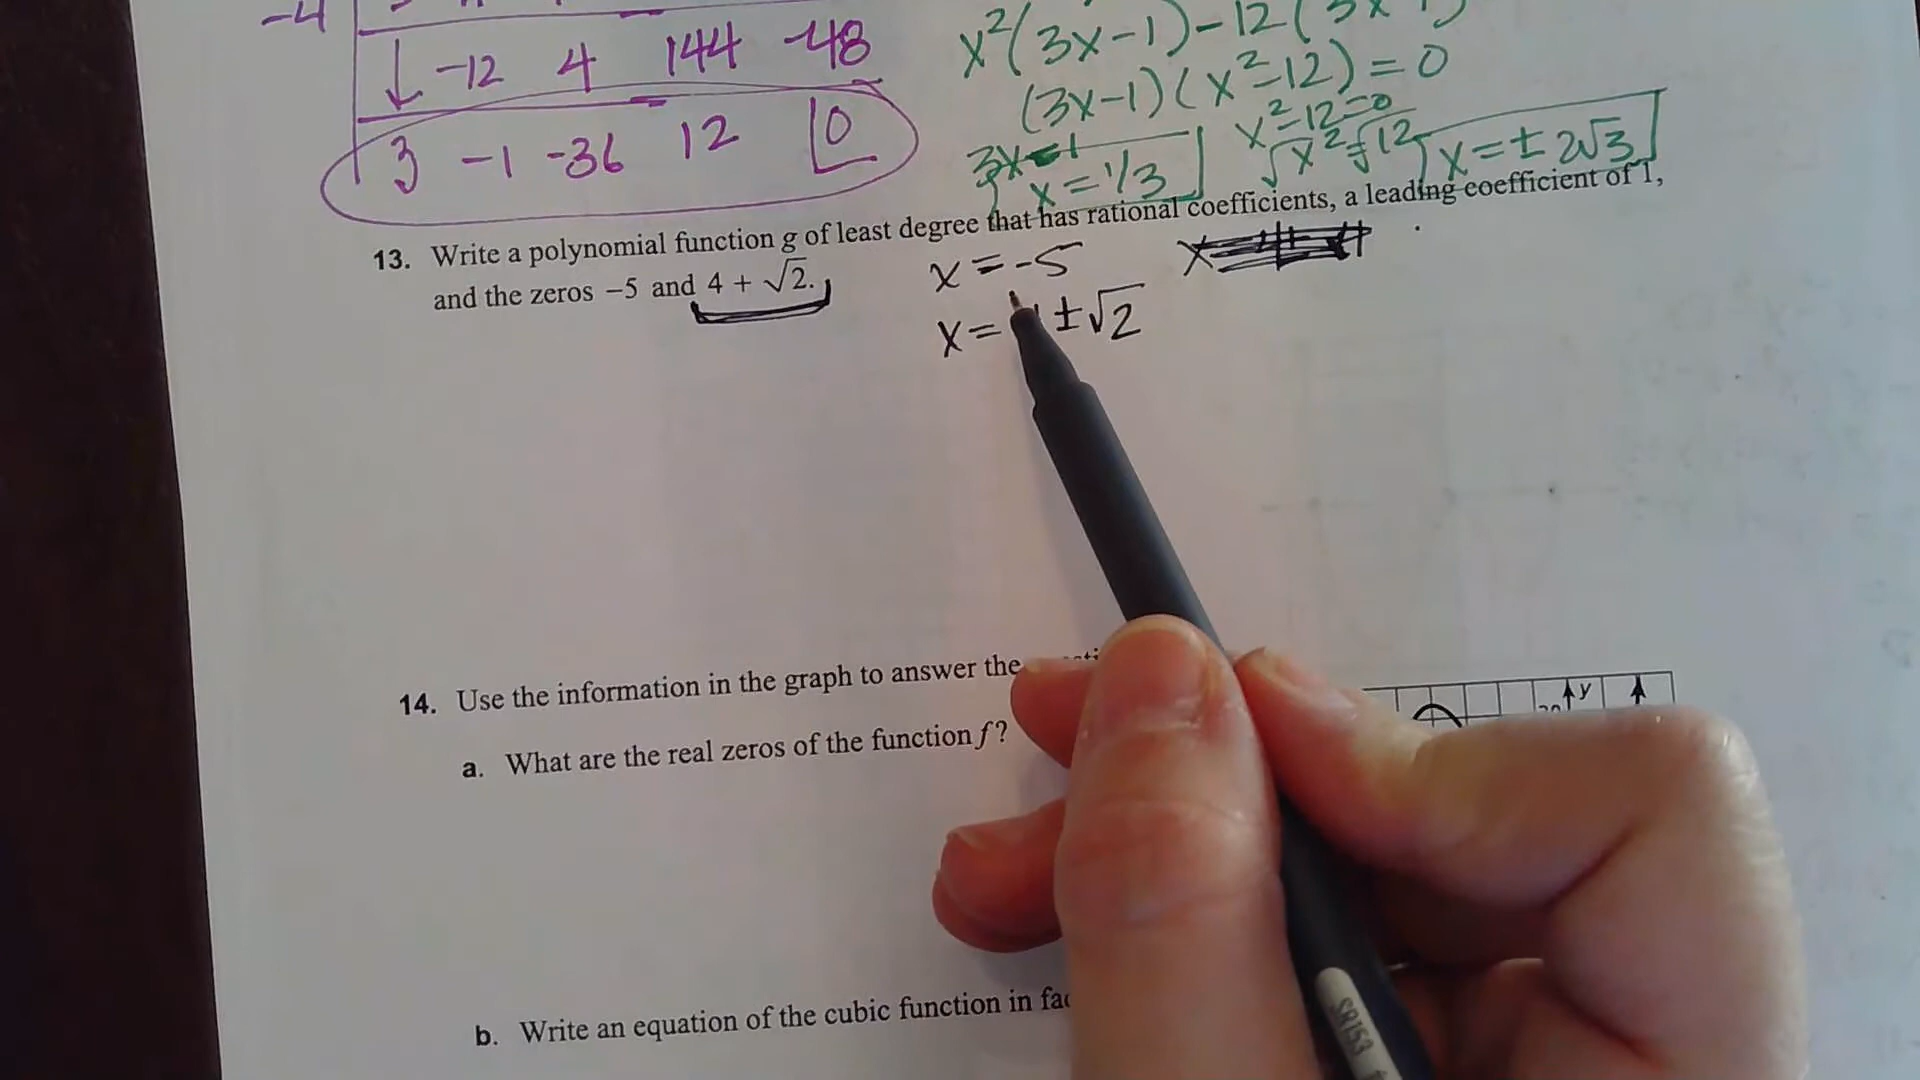 -4
-12 4 144 -48
3 -1 -36 12 0
x²(3x-1)-12(3x
(3x-1)(x²-12)=0
x²-12=0
√x²=√12
x=±2√3
x=1/3
13. Write a polynomial function g of least degree that has rational coefficients, a leading coefficient of 1,
and the zeros −5 and 4 + √2.
x=-5
x= ±√2
14. Use the information in the graph to answer the
y
a. What are the real zeros of the function f?
b. Write an equation of the cubic function in fac
SR153